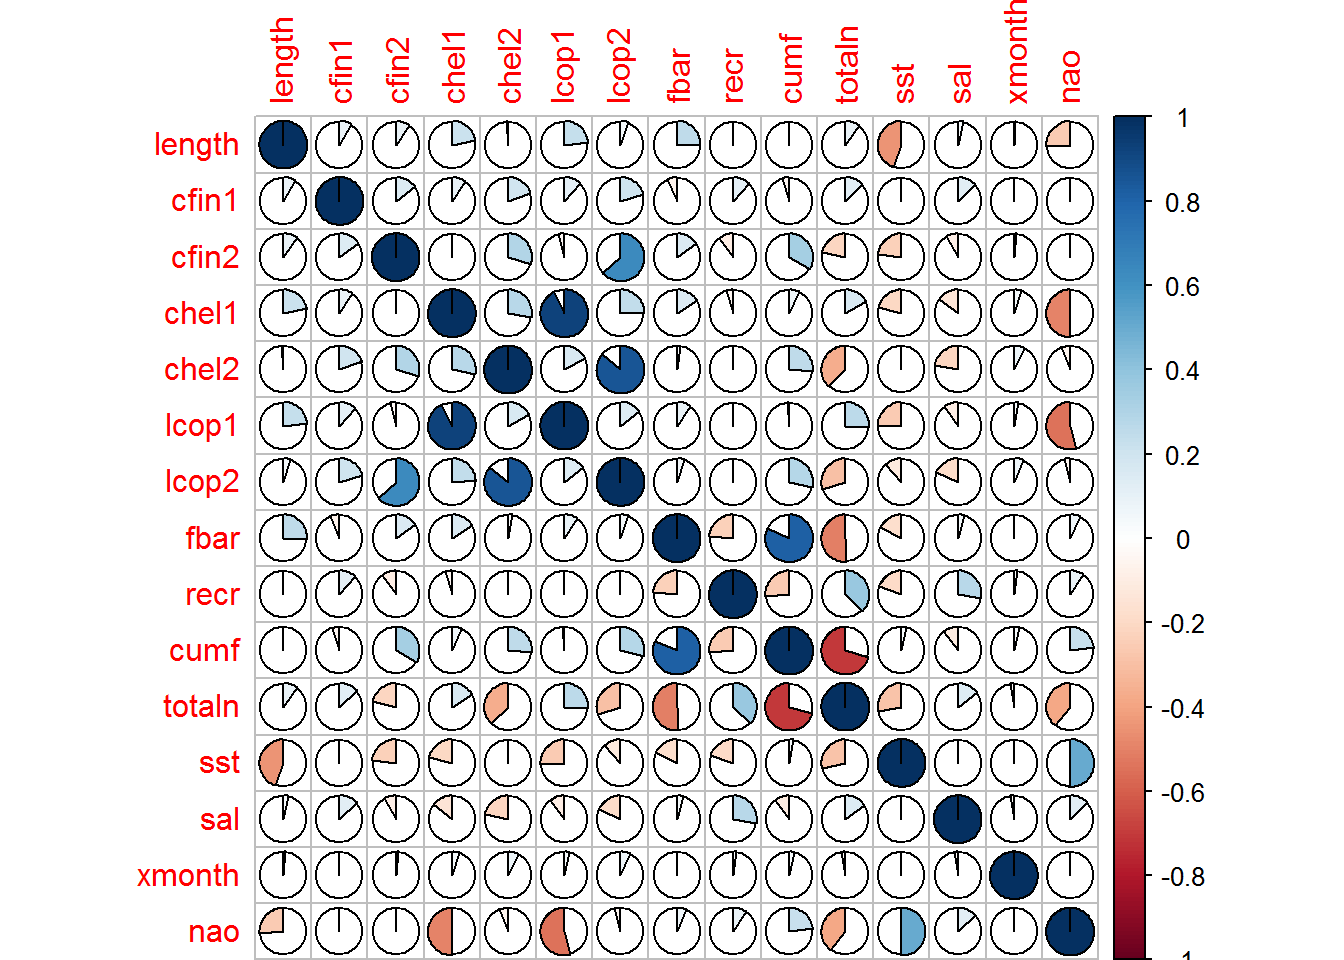 length cfin1 cfin2 chel1 chel2 lcop1 lcop2 fbar recr cumf totaln sst sal xmonth nao
length
cfin1
cfin2
chel1
chel2
lcop1
lcop2
fbar
recr
cumf
totaln
sst
sal
xmonth
nao
1
0.8
0.6
0.4
0.2
0
-0.2
-0.4
-0.6
-0.8
-1